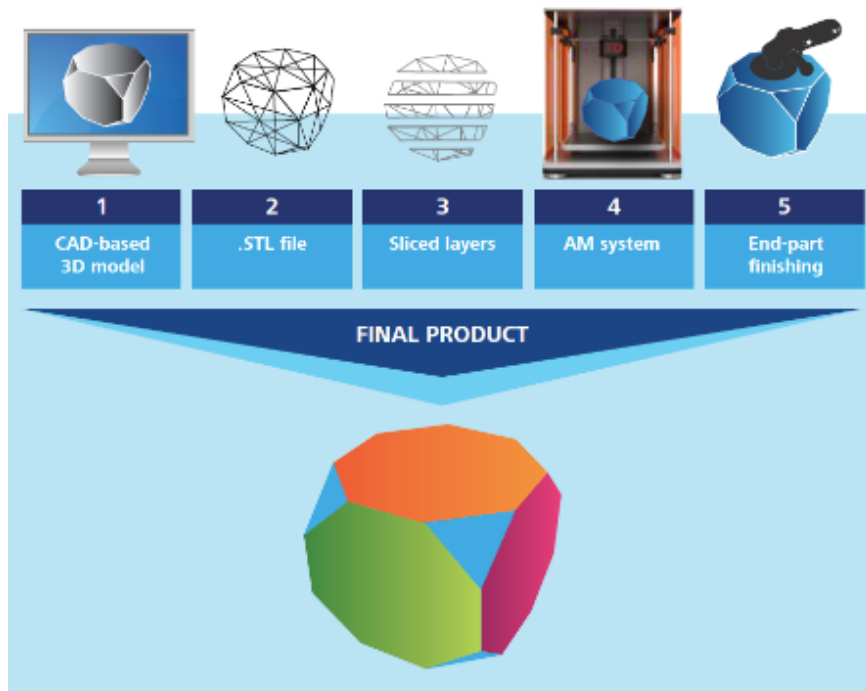 1
CAD-based
3D model
2
.STL file
3
Sliced layers
4
AM system
5
End-part
finishing
FINAL PRODUCT